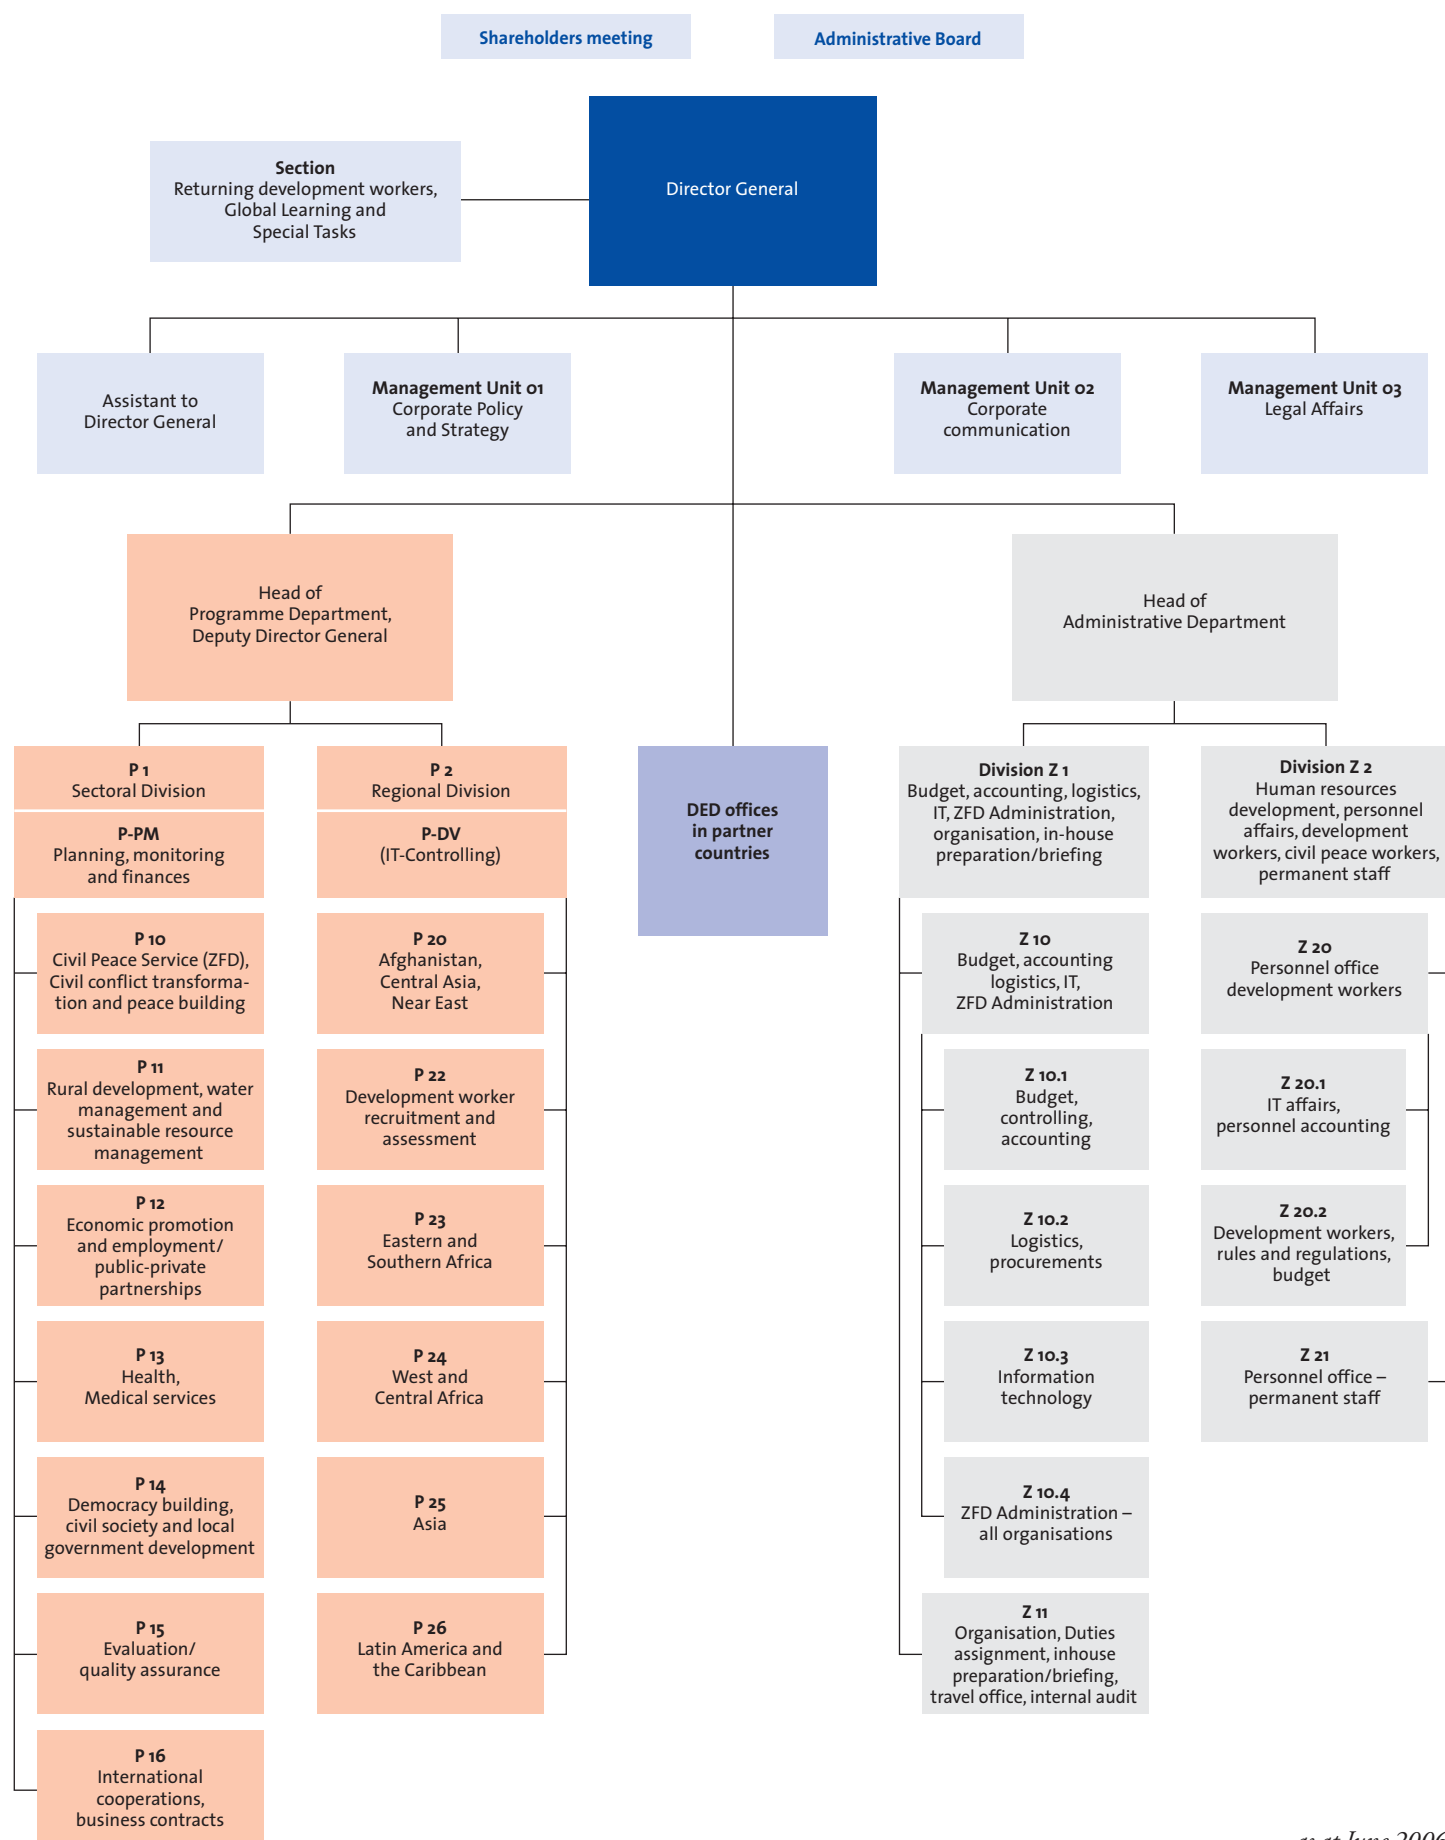 Shareholders meeting
Administrative Board
Section
Returning development workers,
Global Learning and
Special Tasks
Director General
Assistant to
Director General
Management Unit 01
Corporate Policy
and Strategy
Management Unit 02
Corporate
communication
Management Unit 03
Legal Affairs
Head of
Programme Department,
Deputy Director General
Head of
Administrative Department
P 1
Sectoral Division
P-PM
Planning, monitoring
and finances
P 2
Regional Division
P-DV
(IT-Controlling)
DED offices
in partner
countries
Division Z 1
Budget, accounting, logistics,
IT, ZFD Administration,
organisation, in-house
preparation/briefing
Division Z 2
Human resources
development, personnel
affairs, development
workers, civil peace workers,
permanent staff
P 10
Civil Peace Service (ZFD),
Civil conflict transforma-
tion and peace building
P 20
Afghanistan,
Central Asia,
Near East
Z 10
Budget, accounting
logistics, IT,
ZFD Administration
Z 20
Personnel office
development workers
P 11
Rural development, water
management and
sustainable resource
management
P 22
Development worker
recruitment and
assessment
Z 10.1
Budget,
controlling,
accounting
Z 20.1
IT affairs,
personnel accounting
P 12
Economic promotion
and employment/
public-private
partnerships
P 23
Eastern and
Southern Africa
Z 10.2
Logistics,
procurements
Z 20.2
Development workers,
rules and regulations,
budget
P 13
Health,
Medical services
P 24
West and
Central Africa
Z 10.3
Information
technology
Z 21
Personnel office –
permanent staff
P 14
Democracy building,
civil society and local
government development
P 25
Asia
Z 10.4
ZFD Administration –
all organisations
P 15
Evaluation/
quality assurance
P 26
Latin America and
the Caribbean
Z 11
Organisation, Duties
assignment, inhouse
preparation/briefing,
travel office, internal audit
P 16
International
cooperations,
business contracts
as at June 2006